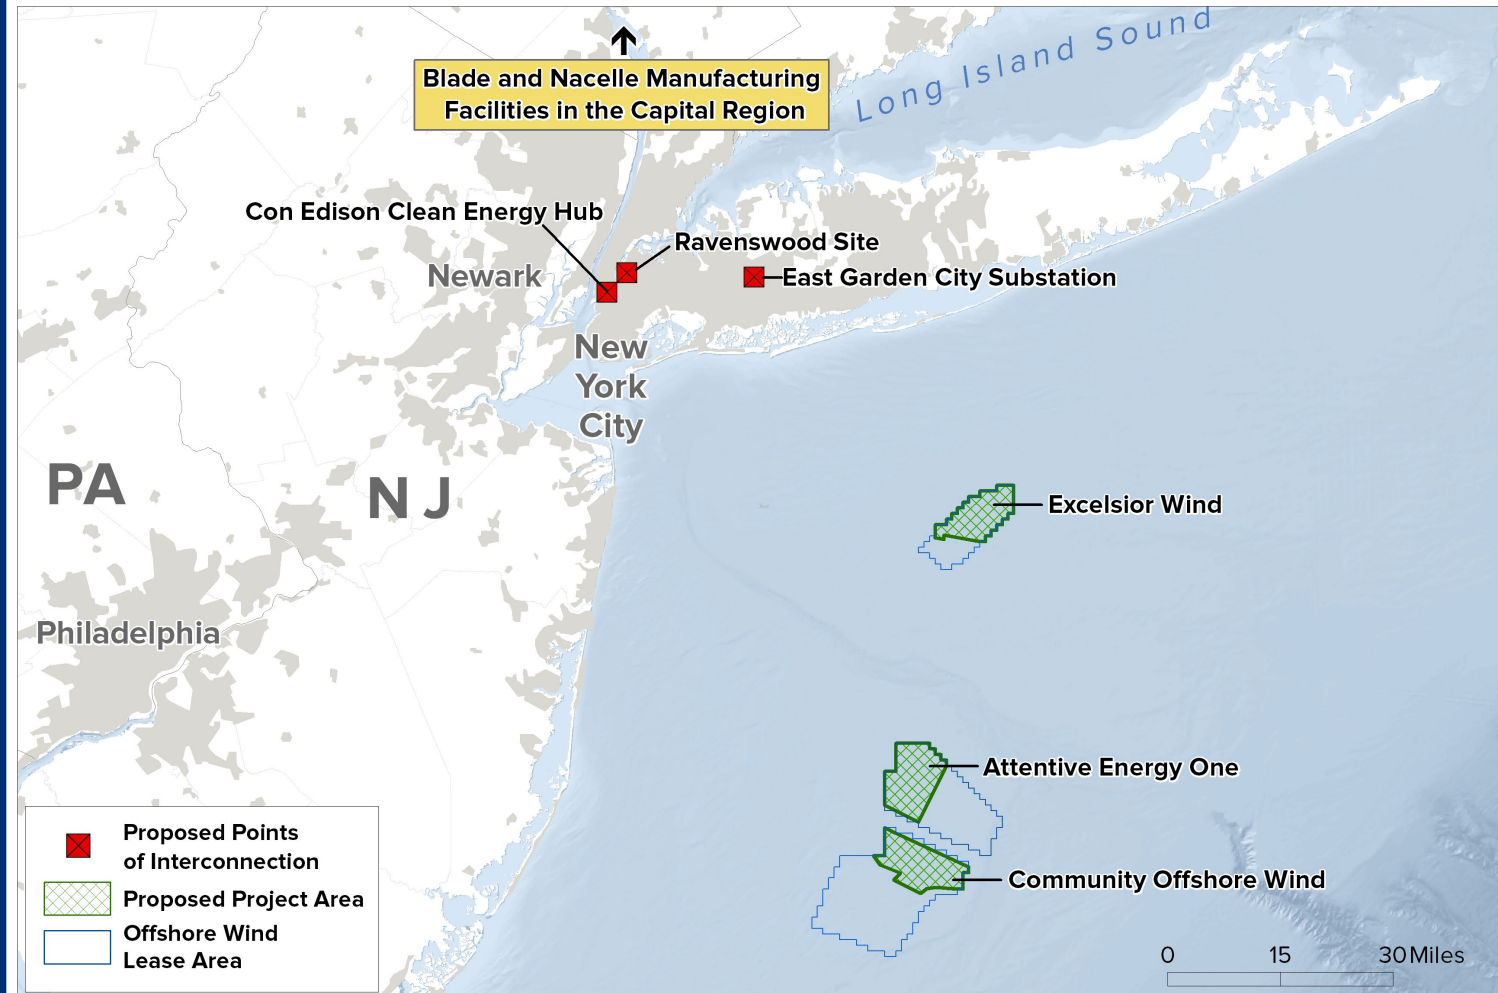 Long Island Sound
Blade and Nacelle Manufacturing
Facilities in the Capital Region
Con Edison Clean Energy Hub
Ravenswood Site
Newark
East Garden City Substation
New
York
City
PA
NJ
Excelsior Wind
Philadelphia
Attentive Energy One
Community Offshore Wind
Proposed Points
of Interconnection
Proposed Project Area
Offshore Wind
Lease Area
0 15 30 Miles